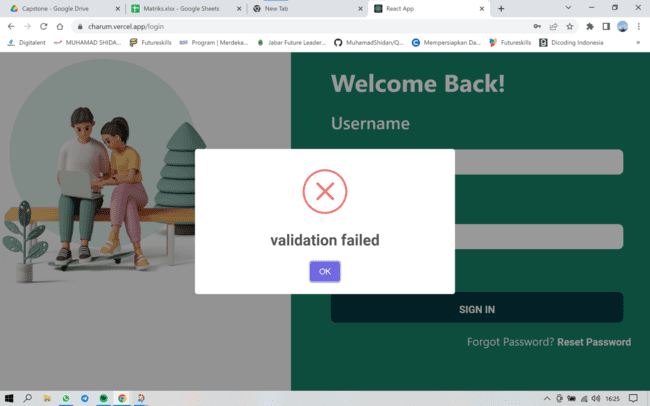 Capstone - Google Drive
Matriks.xlsx - Google Sheets
New Tab
React App
charum.vercel.app/login
Digitalent
MUHAMAD SHIDA...
Futureskills
Program | Merdeka...
Jabar Future Leader...
MuhamadShidan/Q...
Mempersiapkan Da...
Futureskills
Dicoding Indonesia
Welcome Back!
Username
validation failed
OK
SIGN IN
Forgot Password? Reset Password
16:25